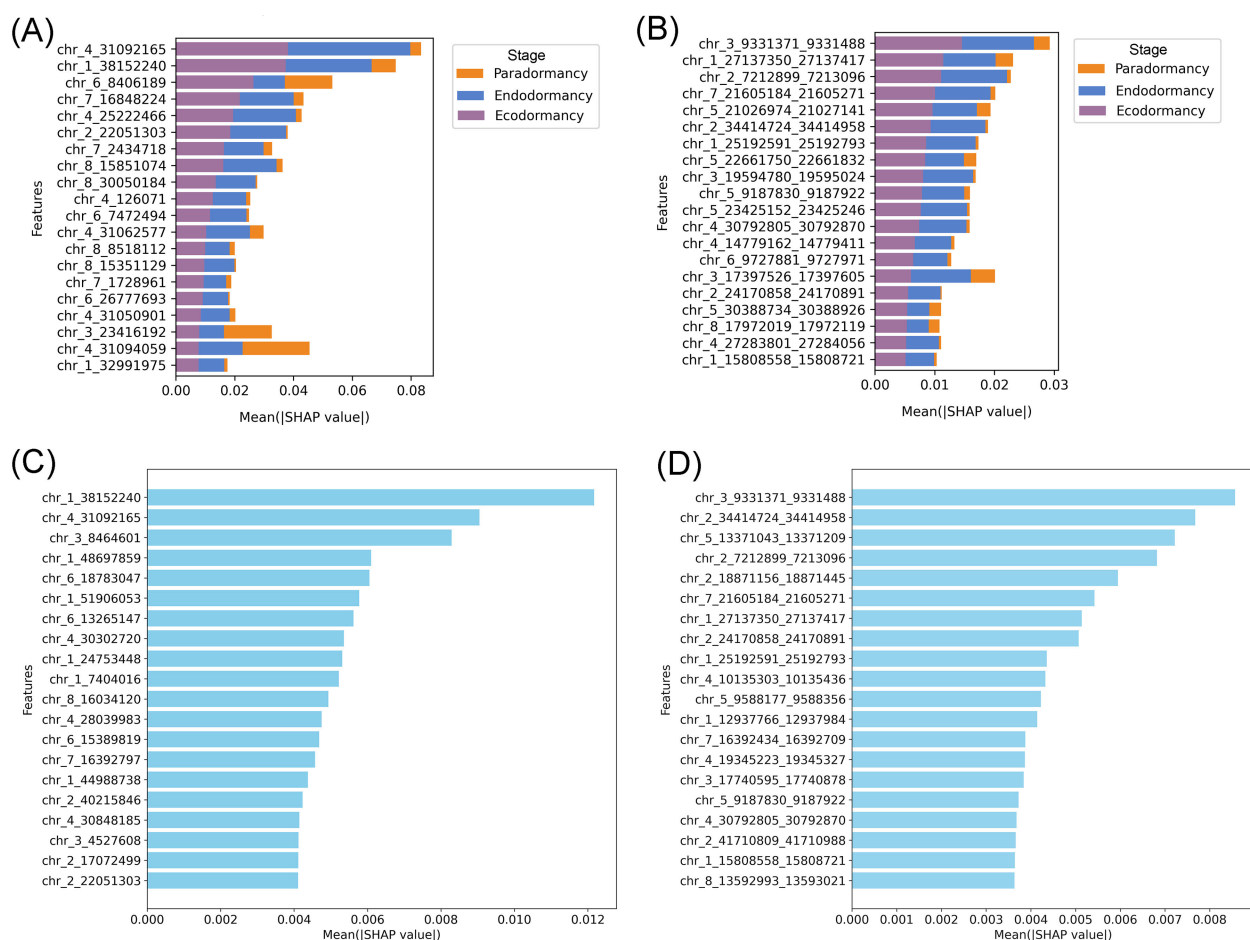 (A)
chr_4_31092165
chr_1_38152240
chr_6_8406189
chr_7_16848224
chr_4_25222466
chr_2_22051303
chr_7_2434718
chr_8_15851074
chr_8_30050184
chr_4_126071
chr_6_7472494
chr_4_31062577
chr_8_8518112
chr_8_15351129
chr_7_1728961
chr_6_26777693
chr_4_31050901
chr_3_23416192
chr_4_31094059
chr_1_32991975
Features
0.00 0.02 0.04 0.06 0.08
Mean(|SHAP value|)
Stage
Paradormancy
Endodormancy
Ecodormancy
(B)
chr_3_9331371_9331488
chr_1_27137350_27137417
chr_2_7212899_7213096
chr_7_21605184_21605271
chr_5_21026974_21027141
chr_2_34414724_34414958
chr_1_25192591_25192793
chr_5_22661750_22661832
chr_3_19594780_19595024
chr_5_9187830_9187922
chr_5_23425152_23425246
chr_4_30792805_30792870
chr_4_14779162_14779411
chr_6_9727881_9727971
chr_3_17397526_17397605
chr_2_24170858_24170891
chr_5_30388734_30388926
chr_8_17972019_17972119
chr_4_27283801_27284056
chr_1_15808558_15808721
Features
0.00 0.01 0.02 0.03
Mean(|SHAP value|)
Stage
Paradormancy
Endodormancy
Ecodormancy
(C)
chr_1_38152240
chr_4_31092165
chr_3_8464601
chr_1_48697859
chr_6_18783047
chr_1_51906053
chr_6_13265147
chr_4_30302720
chr_1_24753448
chr_1_7404016
chr_8_16034120
chr_4_28039983
chr_6_15389819
chr_7_16392797
chr_1_44988738
chr_2_40215846
chr_4_30848185
chr_3_4527608
chr_2_17072499
chr_2_22051303
Features
0.000 0.002 0.004 0.006 0.008 0.010 0.012
Mean(|SHAP value|)
(D)
chr_3_9331371_9331488
chr_2_34414724_34414958
chr_5_13371043_13371209
chr_2_7212899_7213096
chr_2_18871156_18871445
chr_7_21605184_21605271
chr_1_27137350_27137417
chr_2_24170858_24170891
chr_1_25192591_25192793
chr_4_10135303_10135436
chr_5_9588177_9588356
chr_1_12937766_12937984
chr_7_16392434_16392709
chr_4_19345223_19345327
chr_3_17740595_17740878
chr_5_9187830_9187922
chr_4_30792805_30792870
chr_2_41710809_41710988
chr_1_15808558_15808721
chr_8_13592993_13593021
Features
0.000 0.001 0.002 0.003 0.004 0.005 0.006 0.007 0.008
Mean(|SHAP value|)